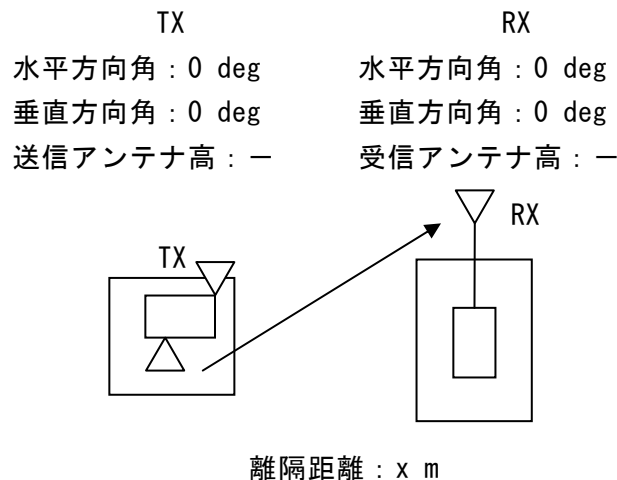 TX
水平方向角：0 deg
垂直方向角：0 deg
送信アンテナ高：－
RX
水平方向角：0 deg
垂直方向角：0 deg
受信アンテナ高：－
TX
RX
離隔距離：x m